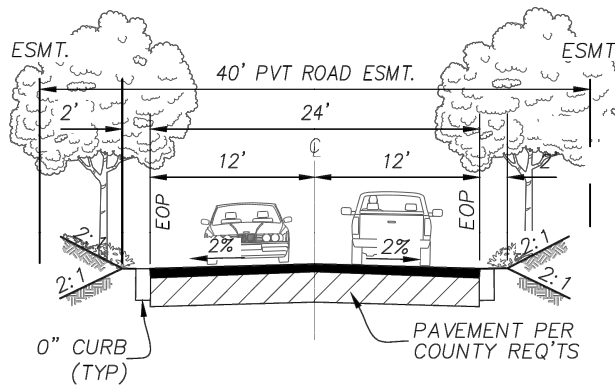 ESMT.
ESMT
40' PVT ROAD ESMT.
2'
24'
2'
℄
12'
12'
EOP
EOP
2%
2%
2:1
2:1
2:1
2:1
0" CURB
(TYP)
PAVEMENT PER
COUNTY REQ'TS